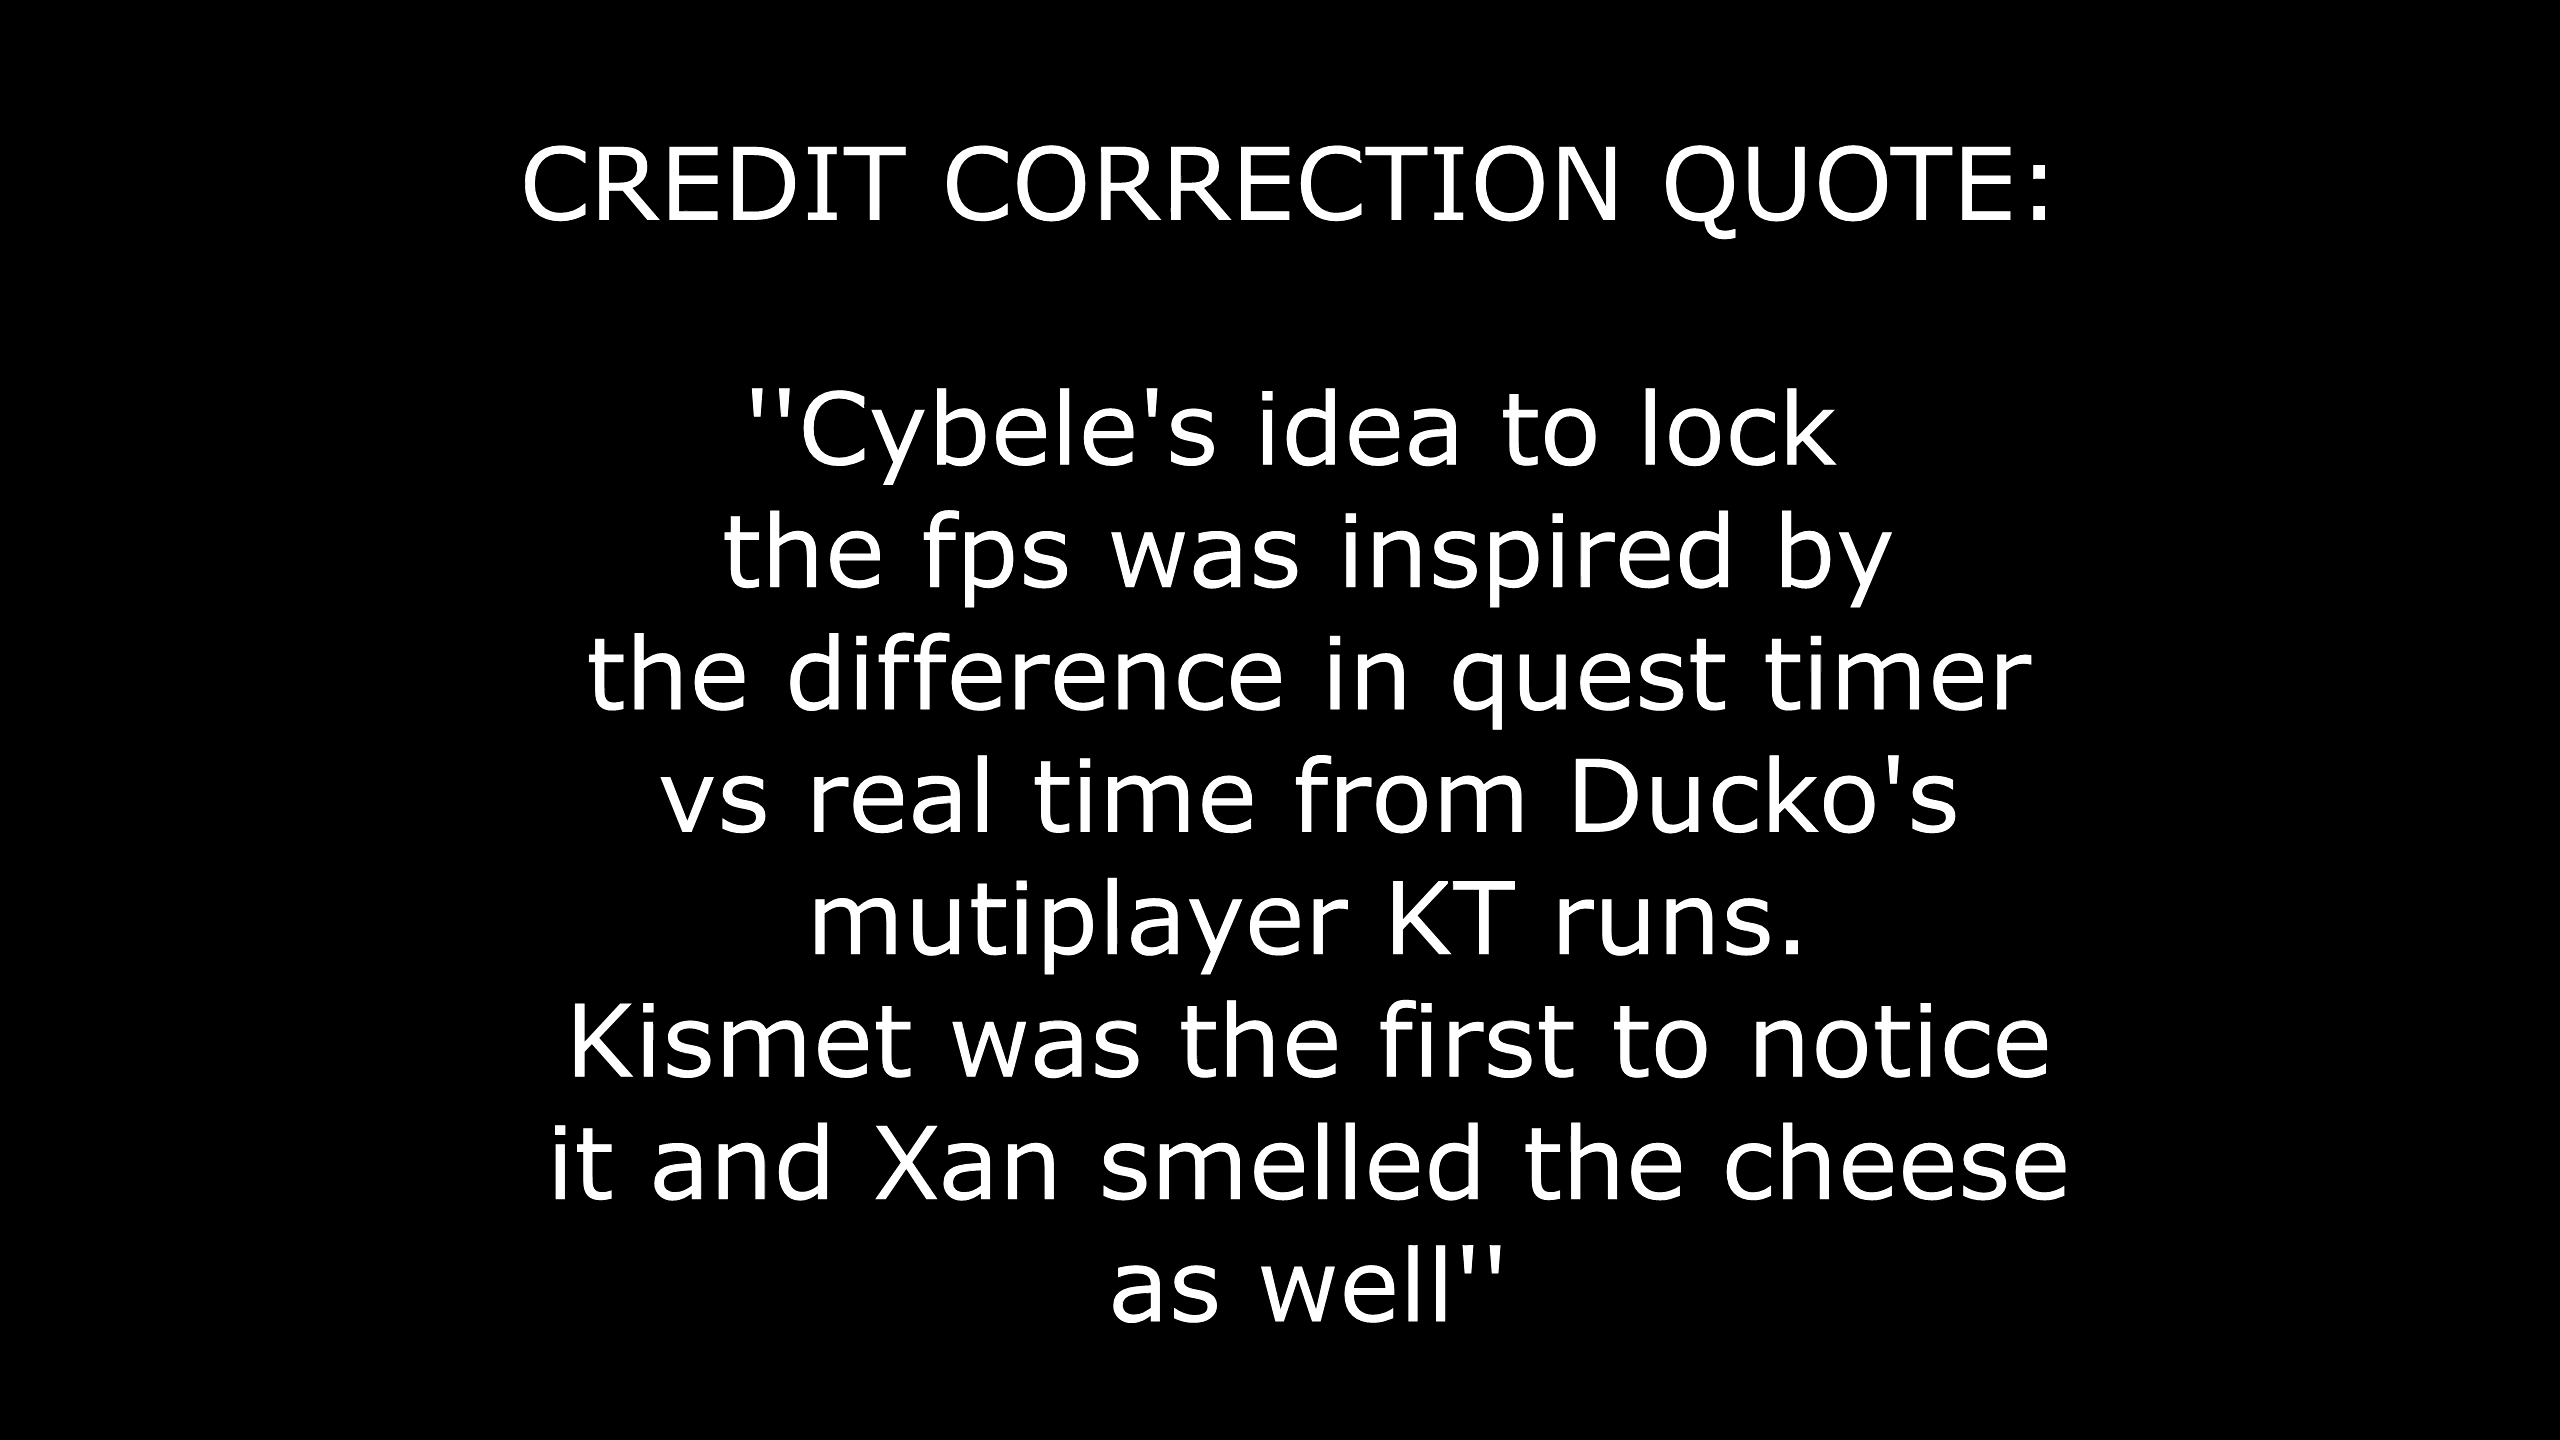 CREDIT CORRECTION QUOTE:
''Cybele's idea to lock
the fps was inspired by
the difference in quest timer
vs real time from Ducko's
mutiplayer KT runs.
Kismet was the first to notice
it and Xan smelled the cheese
as well''